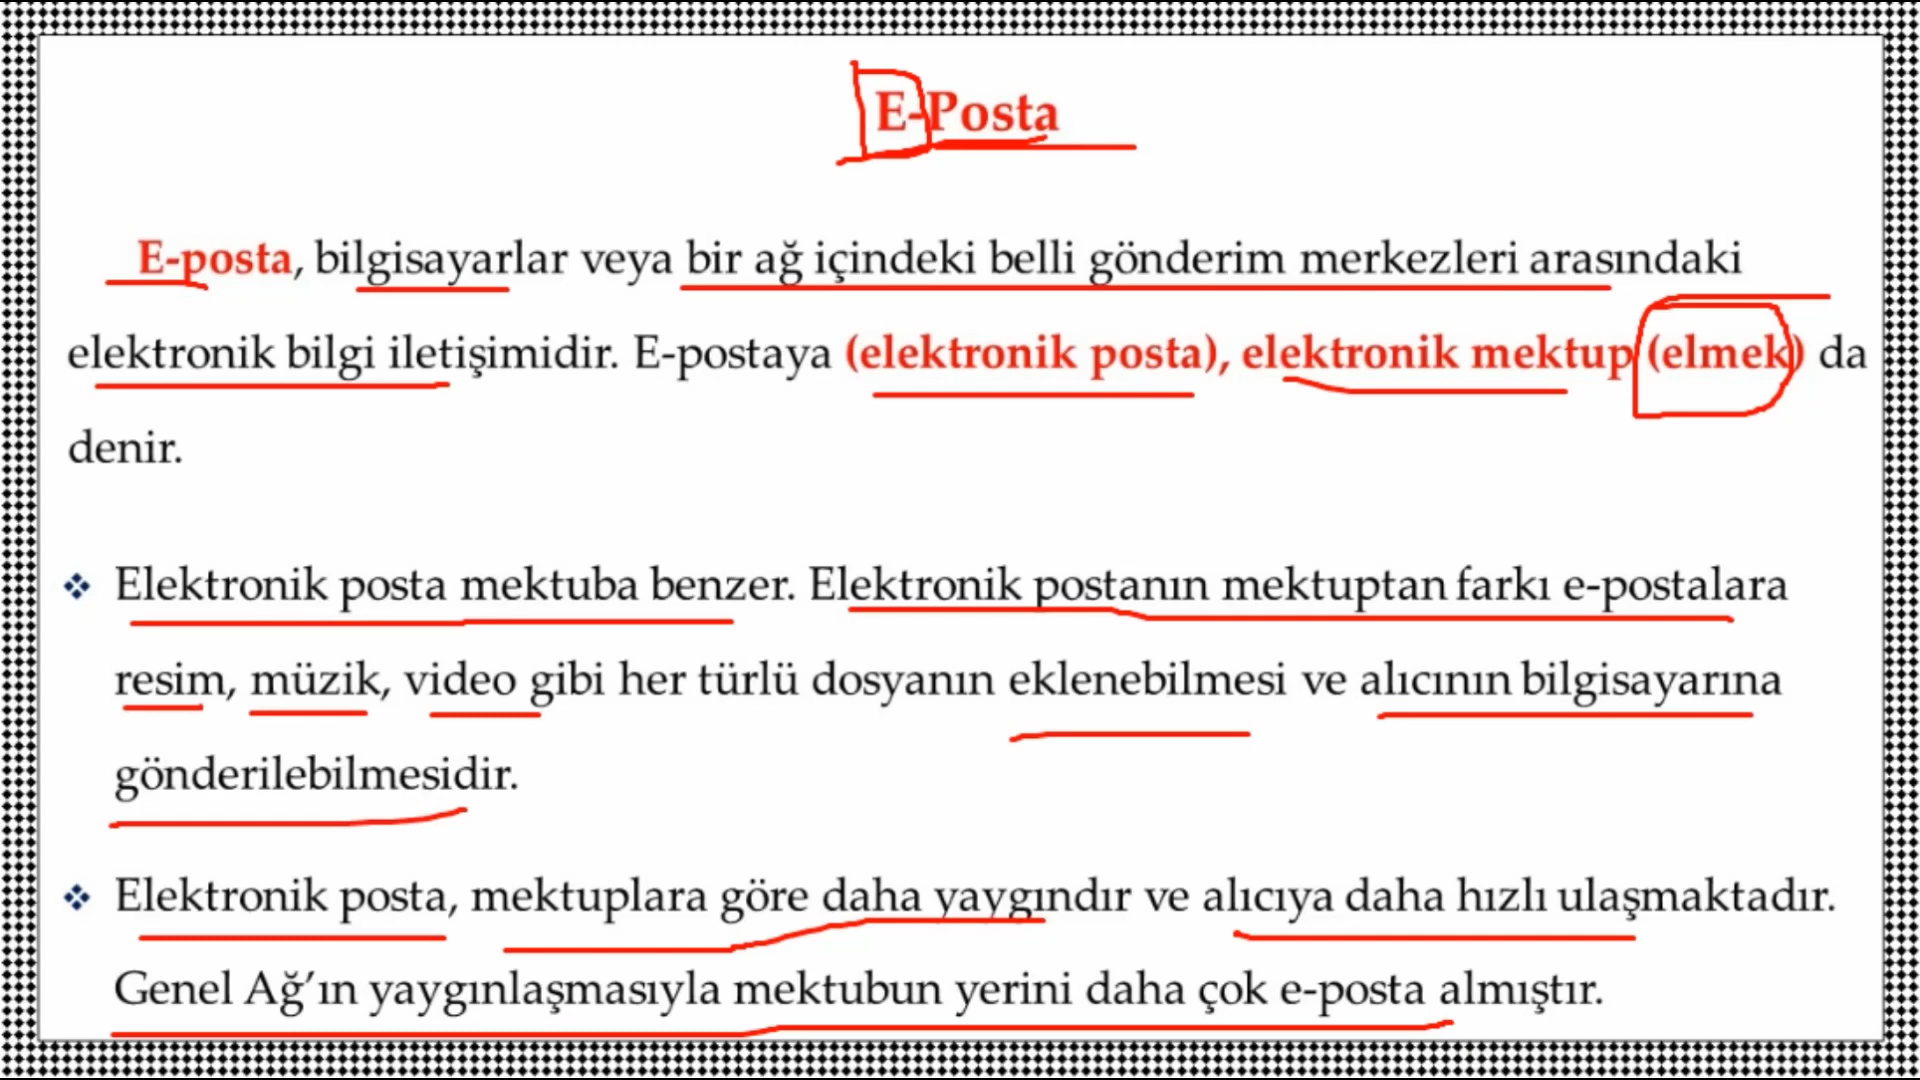 E-Posta
E-posta, bilgisayarlar veya bir ağ içindeki belli gönderim merkezleri arasındaki
elektronik bilgi iletişimidir. E-postaya (elektronik posta), elektronik mektup (elmek) da
denir.
❖ Elektronik posta mektuba benzer. Elektronik postanın mektuptan farkı e-postalara
resim, müzik, video gibi her türlü dosyanın eklenebilmesi ve alıcının bilgisayarına
gönderilebilmesidir.
❖ Elektronik posta, mektuplara göre daha yaygındır ve alıcıya daha hızlı ulaşmaktadır.
Genel Ağ’ın yaygınlaşmasıyla mektubun yerini daha çok e-posta almıştır.